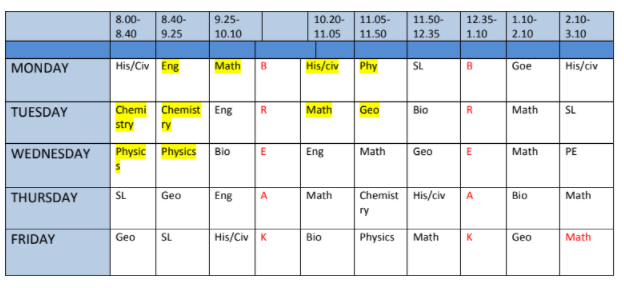 8.00-8.40 8.40-9.25 9.25-10.10 10.20-11.05 11.05-11.50 11.50-12.35 12.35-1.10 1.10-2.10 2.10-3.10
MONDAY His/Civ Eng Math B His/civ Phy SL B Goe His/civ
TUESDAY Chemistry Chemistry Eng R Math Geo Bio R Math SL
WEDNESDAY Physics Physics Bio E Eng Math Geo E Math PE
THURSDAY SL Geo Eng A Math Chemistry His/civ A Bio Math
FRIDAY Geo SL His/Civ K Bio Physics Math K Geo Math